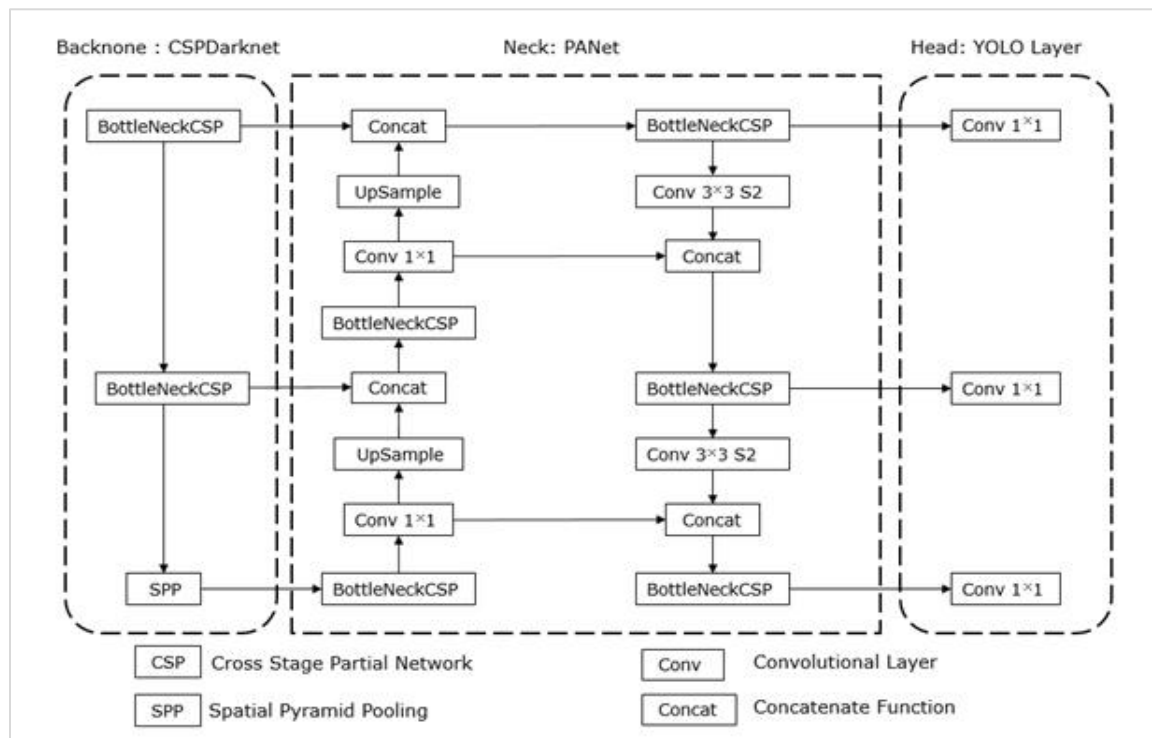 Backnone : CSPDarknet
Neck: PANet
Head: YOLO Layer
BottleNeckCSP
Concat
BottleNeckCSP
Conv 1×1
UpSample
Conv 3×3 S2
Conv 1×1
Concat
BottleNeckCSP
BottleNeckCSP
Concat
BottleNeckCSP
Conv 1×1
UpSample
Conv 3×3 S2
Conv 1×1
Concat
SPP
BottleNeckCSP
BottleNeckCSP
Conv 1×1
CSP
Cross Stage Partial Network
Conv
Convolutional Layer
SPP
Spatial Pyramid Pooling
Concat
Concatenate Function